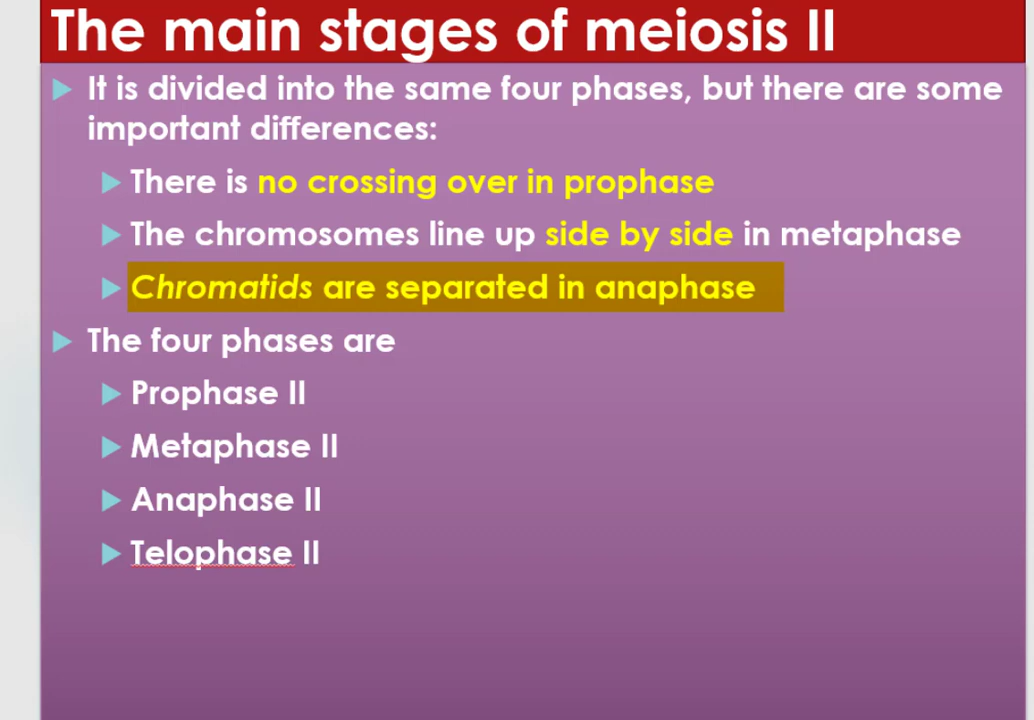 The main stages of meiosis II
It is divided into the same four phases, but there are some
important differences:
There is no crossing over in prophase
The chromosomes line up side by side in metaphase
Chromatids are separated in anaphase
The four phases are
Prophase II
Metaphase II
Anaphase II
Telophase II